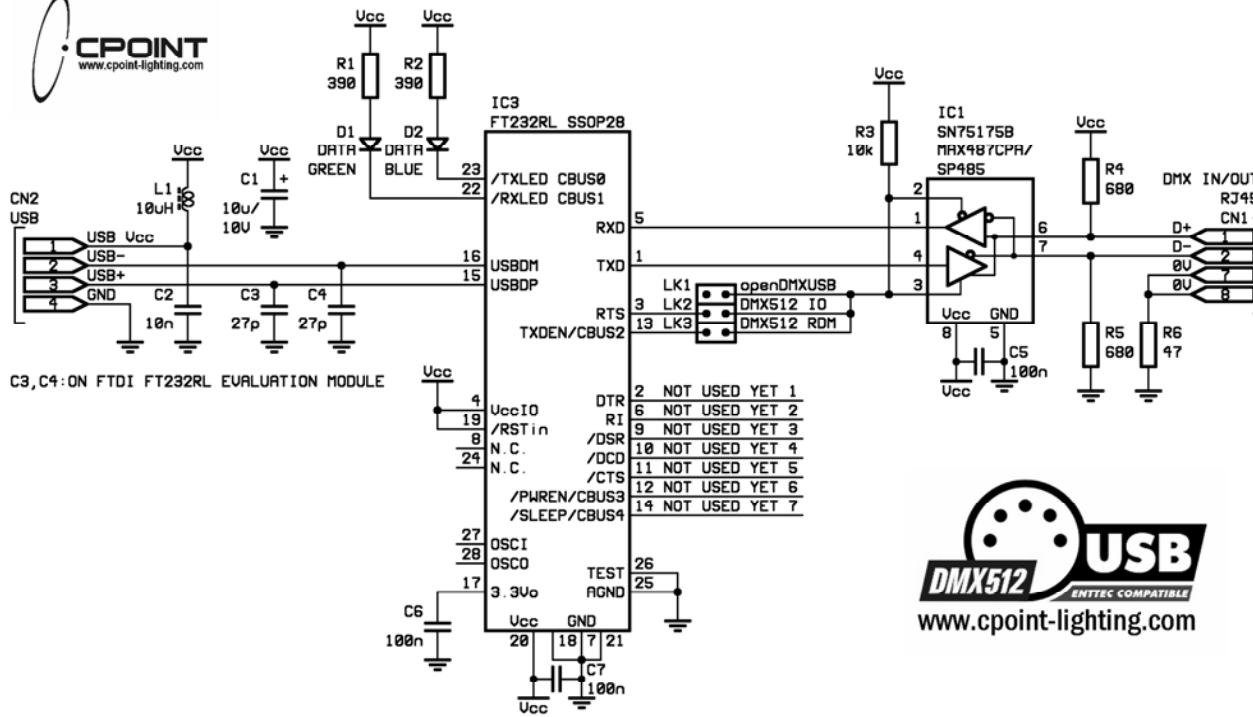 CPOINT
www.cpoint-lighting.com
Vcc
Vcc
R1
390
R2
390
D1
DATA
GREEN
D2
DATA
BLUE
IC3
FT232RL SSOP28
Vcc
L1
10uH
Vcc
C1
+
10u/
10V
CN2
USB
1
USB Vcc
2
USB-
3
USB+
4
GND
C2
10n
C3
27p
C4
27p
C3,C4:ON FTDI FT232RL EVALUATION MODULE
23
/TXLED CBUS0
22
/RXLED CBUS1
16
USBDM
15
USBDP
RXD
5
TXD
1
RTS
3
TXDEN/CBUS2
13
LK1
openDMXUSB
LK2
DMX512 IO
LK3
DMX512 RDM
Vcc
R3
10k
IC1
SN75175B
MAX487CPA/
SP485
2
1
4
3
6
7
Vcc
8
GND
5
C5
100n
Vcc
Vcc
R4
680
R5
680
R6
47
DMX IN/OUT
RJ45
CN1
D+
1
D-
2
0V
7
0V
8
Vcc
4
VccIO
19
/RSTin
8
N.C.
24
N.C.
27
OSCI
28
OSCO
17
3.3Vo
C6
100n
DTR
2 NOT USED YET 1
RI
6 NOT USED YET 2
/DSR
9 NOT USED YET 3
/DCD
10 NOT USED YET 4
/CTS
11 NOT USED YET 5
/PWREN/CBUS3
12 NOT USED YET 6
/SLEEP/CBUS4
14 NOT USED YET 7
TEST
26
AGND
25
Vcc
20
GND
18 7 21
C7
100n
Vcc
DMX512
USB
ENTTEC COMPATIBLE
www.cpoint-lighting.com